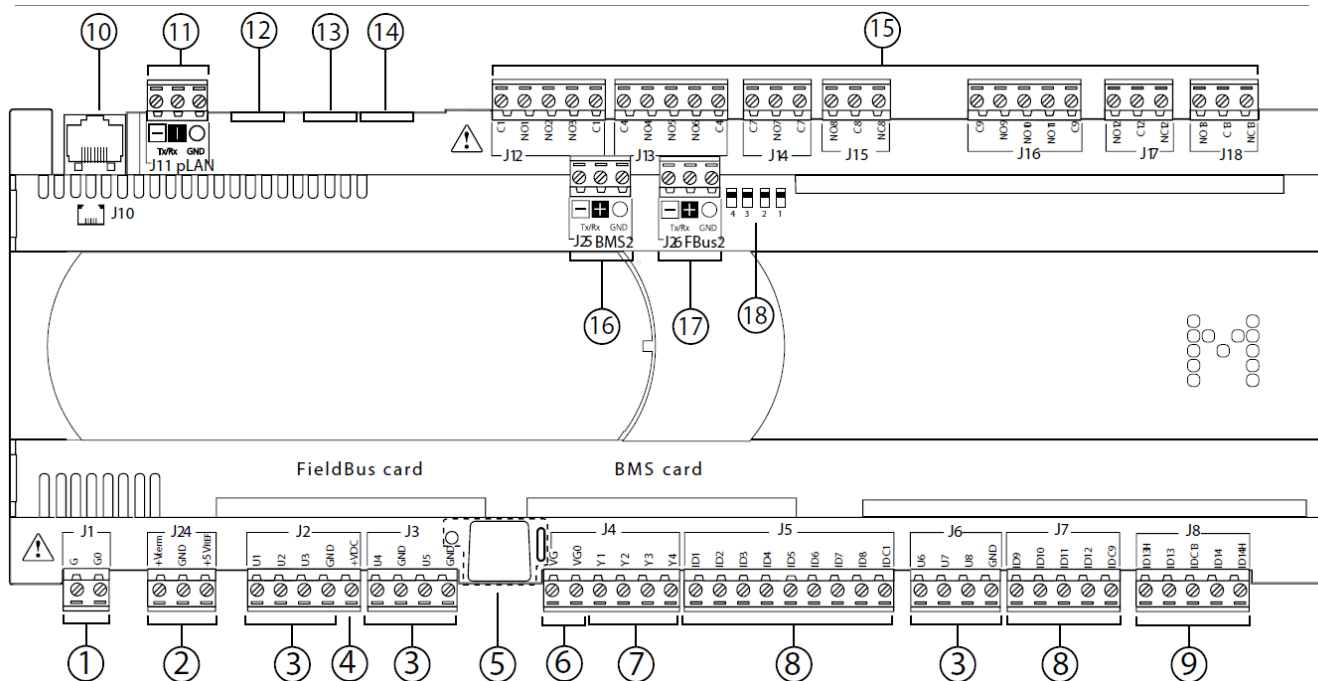 10 11 12 13 14 15
C1 NO1 NO2 NO3 C1 C4 NO4 NO5 NO6 C4 C7 NO7 C7 NO8 C8 NC8 C9 NO9 NO10 NO11 C9 NO12 C12 NC12 NO13 C13 NC13
Tx/Rx GND
J11 pLAN J12 J13 J14 J15 J16 J17 J18
J10
4 3 2 1
Tx/Rx GND Tx/Rx GND
J25 BMS2 J26 FBus2
16 17 18
FieldBus card BMS card
J1 J24 J2 J3 J4 J5 J6 J7 J8
G G0 +Vterm GND +5 VREF U1 U2 U3 GND +VDC U4 GND U5 GND VG VG0 Y1 Y2 Y3 Y4 ID1 ID2 ID3 ID4 ID5 ID6 ID7 ID8 IDC1 U6 U7 U8 GND ID9 ID10 ID11 ID12 IDC9 ID13H ID13 IDC13 ID14 ID14H
1 2 3 4 3 5 6 7 8 3 8 9